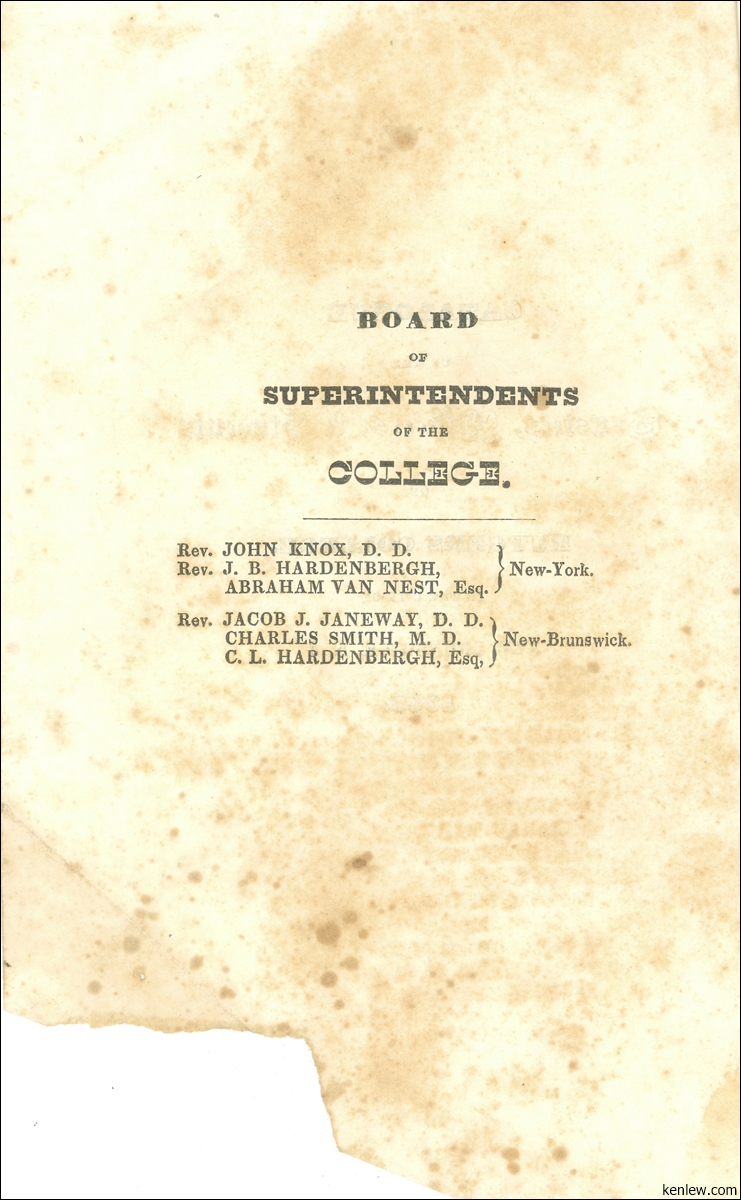 BOARD
OF
SUPERINTENDENTS
OF THE
COLLEGE.
Rev. JOHN KNOX, D. D.
Rev. J. B. HARDENBERGH,
ABRAHAM VAN NEST, Esq.
} New-York.
Rev. JACOB J. JANEWAY, D. D.
CHARLES SMITH, M. D.
C. L. HARDENBERGH, Esq,
} New-Brunswick.
kenlew.com